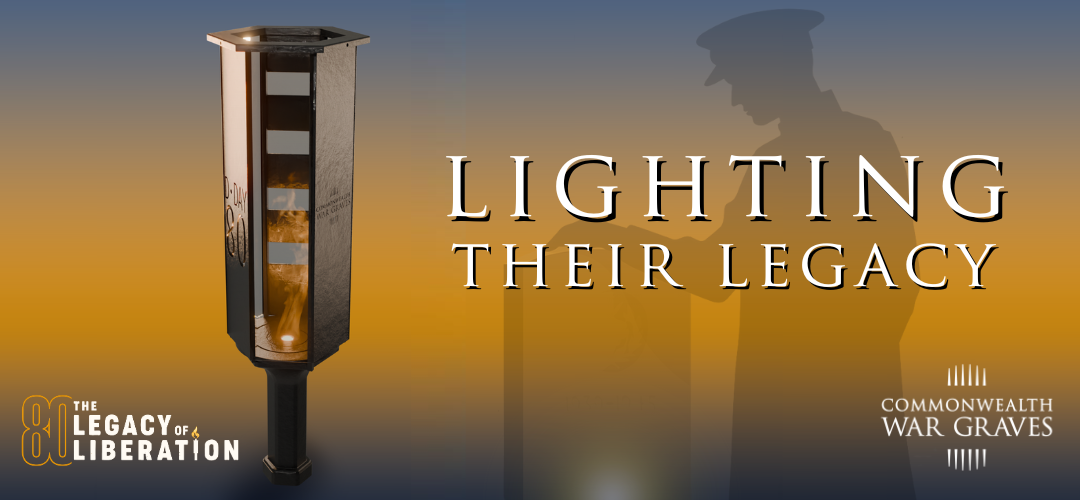 LIGHTING
THEIR LEGACY
D·DAY
80
COMMONWEALTH
WAR GRAVES
80
THE
LEGACY OF
LIBERATION
COMMONWEALTH
WAR GRAVES